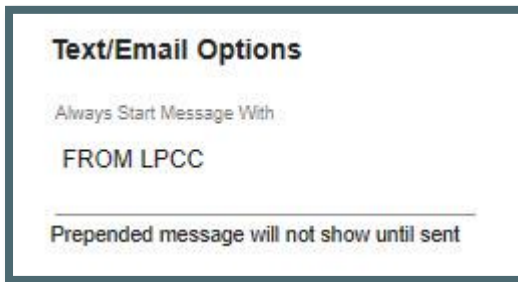 Text/Email Options
Always Start Message With
FROM LPCC
Prepended message will not show until sent